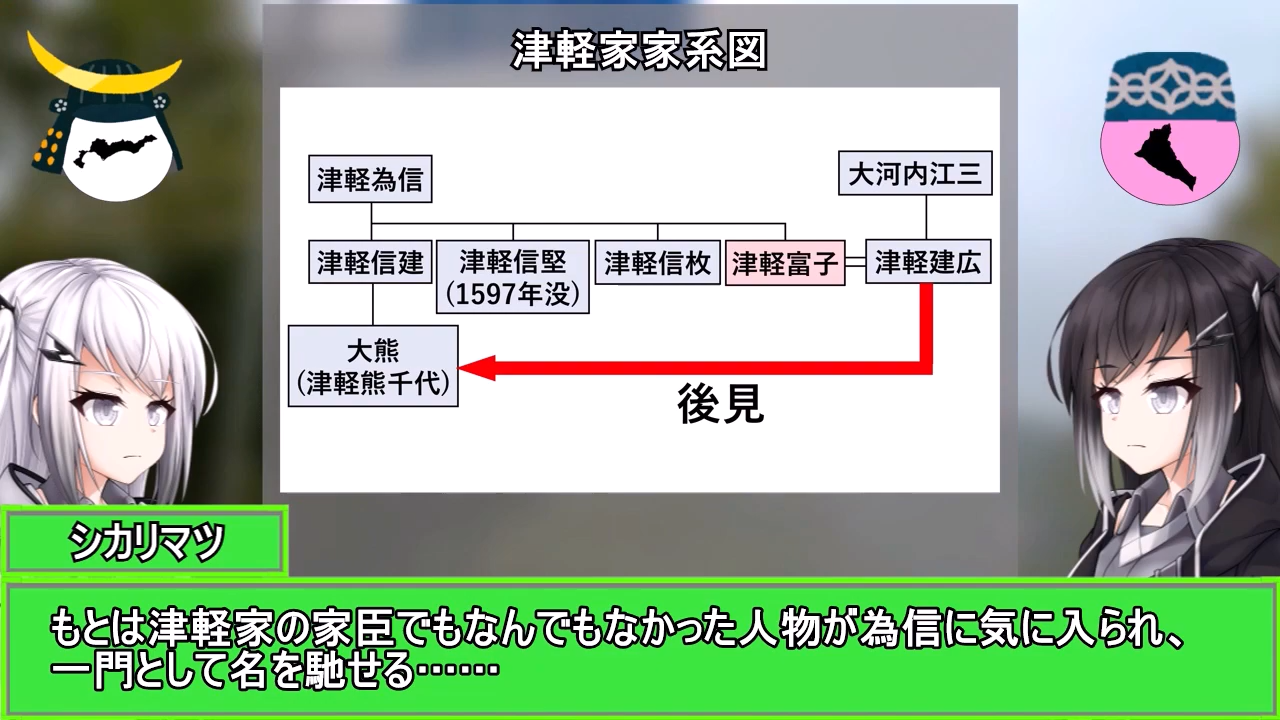 津軽家家系図
津軽為信
大河内江三
津軽信建
津軽信堅
(1597年没)
津軽信枚
津軽富子
津軽建広
大熊
(津軽熊千代)
後見
シカリマツ
もとは津軽家の家臣でもなんでもなかった人物が為信に気に入られ、
一門として名を馳せる……